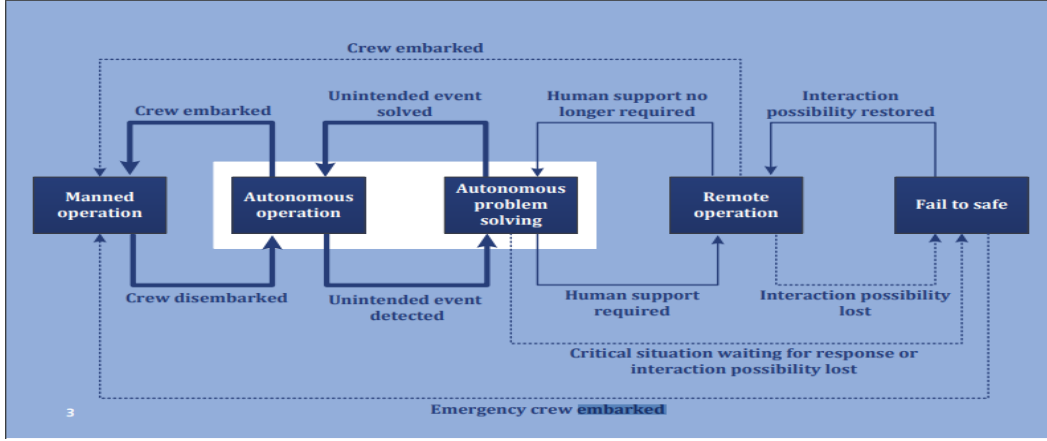 Crew embarked
Crew embarked
Unintended event
solved
Human support no
longer required
Interaction
possibility restored
Manned
operation
Autonomous
operation
Autonomous
problem
solving
Remote
operation
Fail to safe
Crew disembarked
Unintended event
detected
Human support
required
Interaction possibility
lost
Critical situation waiting for response or
interaction possibility lost
Emergency crew embarked
3